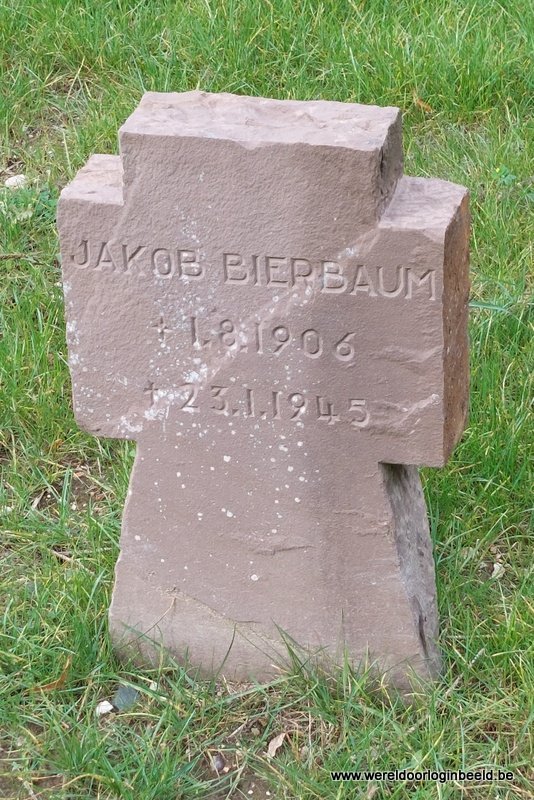 JAKOB BIERBAUM
† 1.8.1906
† 23.1.1945
www.wereldoorloginbeeld.be